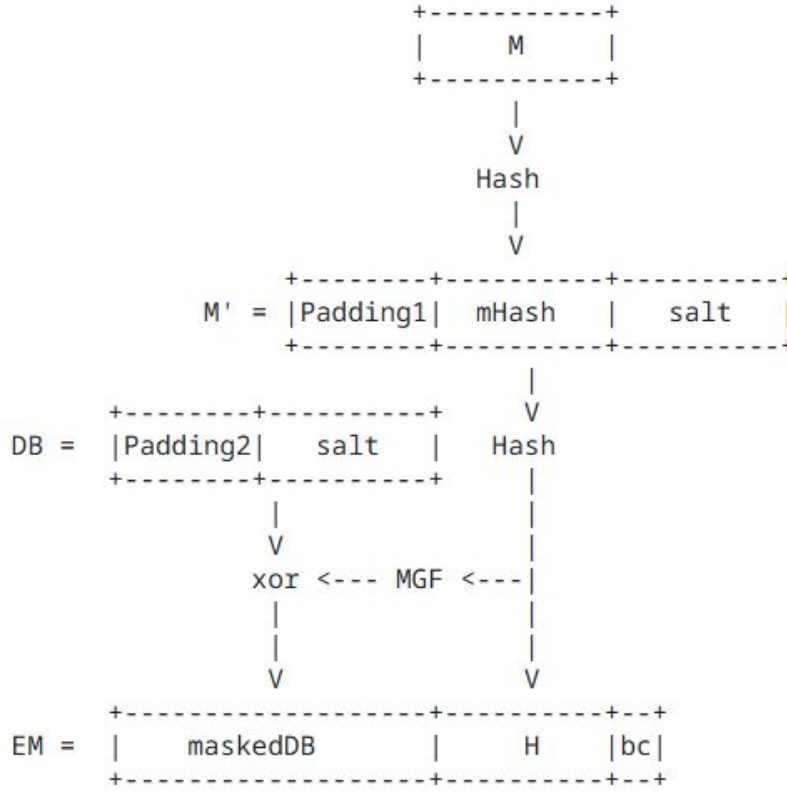 +-----------+
|     M     |
+-----------+
|
V
Hash
|
V
+--------+----------+----------+
M' = |Padding1|  mHash   |   salt   |
+--------+----------+----------+
|
+--------+----------+     V
DB =  |Padding2|   salt   |   Hash
+--------+----------+     |
|               |
V               |
xor <--- MGF <---|
|               |
|               |
V               V
+-------------------+----------+--+
EM =  |    maskedDB       |    H     |bc|
+-------------------+----------+--+